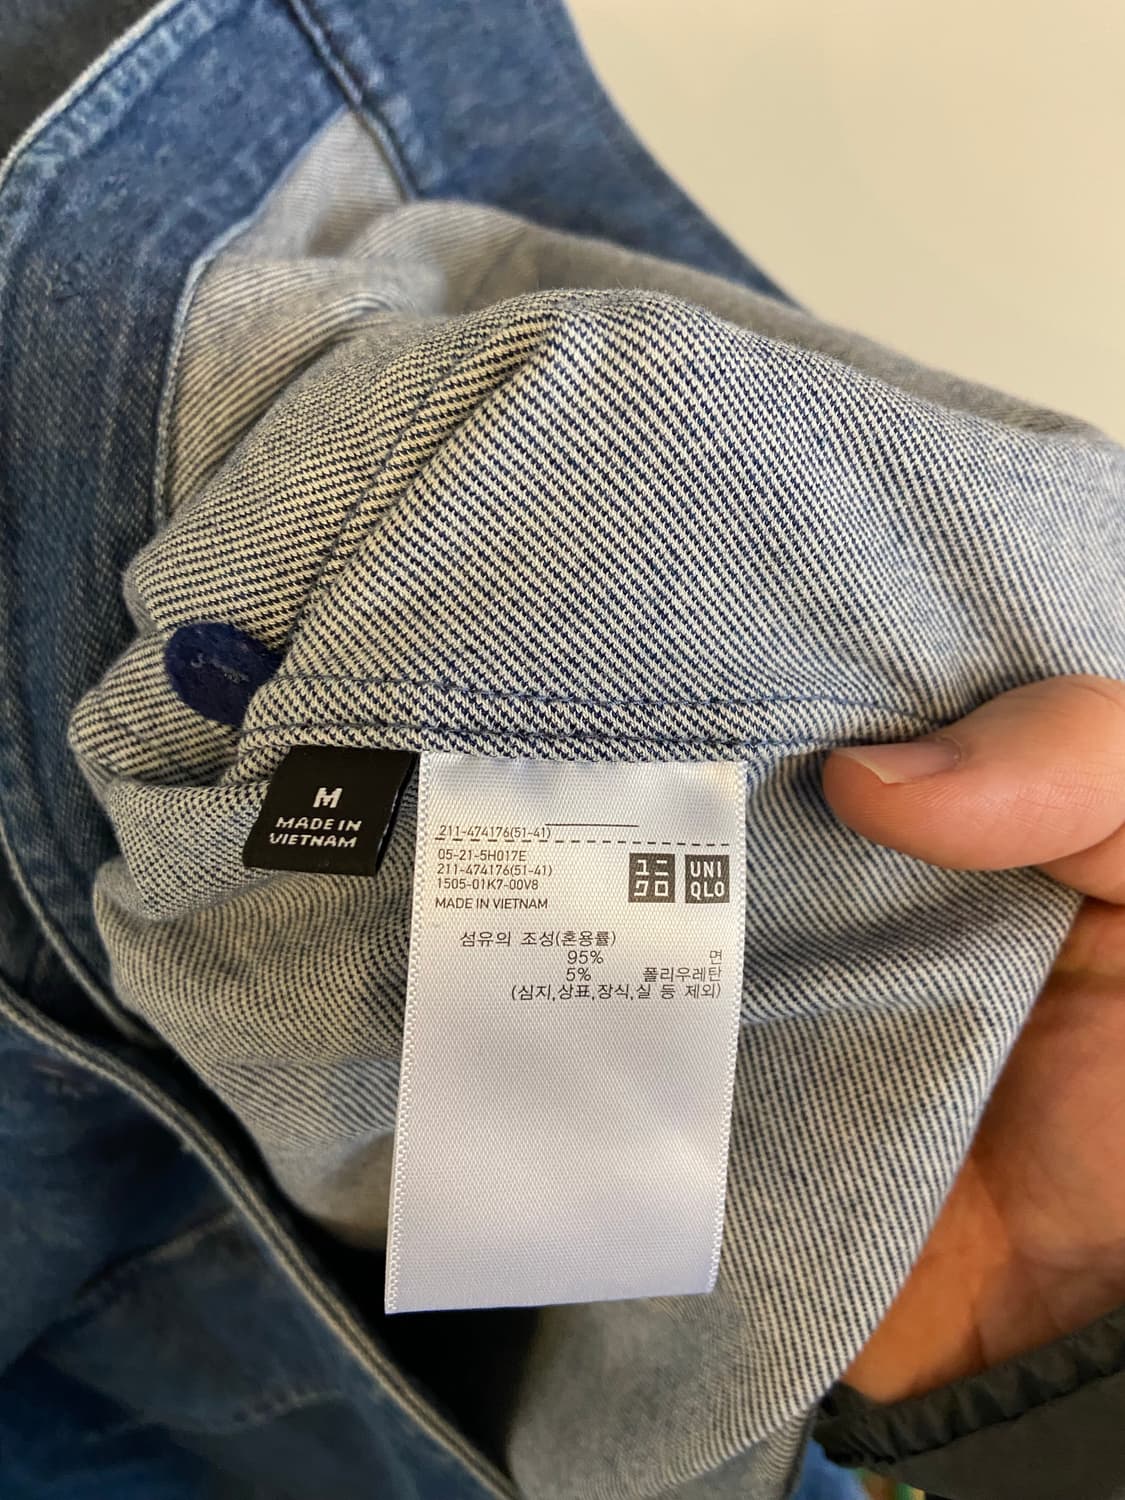 M
MADE IN
VIETNAM
211-474176(51-41)
05-21-5H017E
211-474176(51-41)
1505-01K7-00V8
MADE IN VIETNAM
ユニ
クロ
UNI
QLO
섬유의 조성(혼용률)
95% 면
5% 폴리우레탄
(심지,상표,장식,실 등 제외)